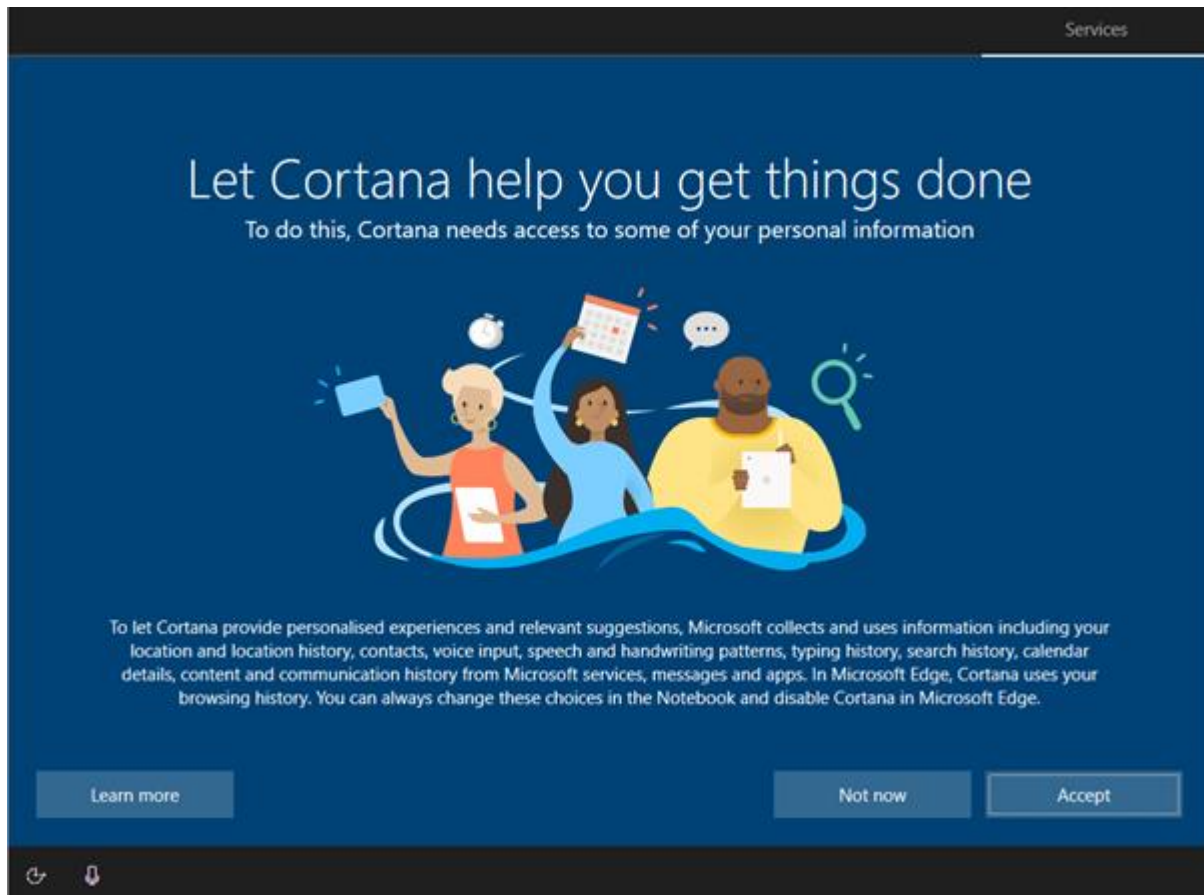 Services
Let Cortana help you get things done
To do this, Cortana needs access to some of your personal information
To let Cortana provide personalised experiences and relevant suggestions, Microsoft collects and uses information including your
location and location history, contacts, voice input, speech and handwriting patterns, typing history, search history, calendar
details, content and communication history from Microsoft services, messages and apps. In Microsoft Edge, Cortana uses your
browsing history. You can always change these choices in the Notebook and disable Cortana in Microsoft Edge.
Learn more
Not now
Accept